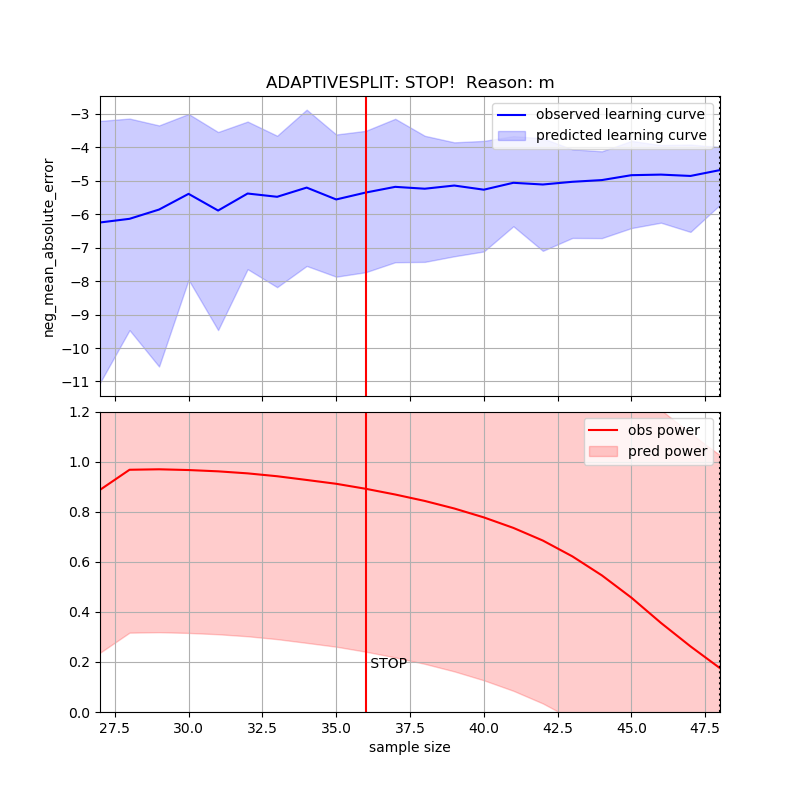 ADAPTIVESPLIT: STOP!  Reason: m
observed learning curve
predicted learning curve
neg_mean_absolute_error
−3
−4
−5
−6
−7
−8
−9
−10
−11
obs power
pred power
1.2
1.0
0.8
0.6
0.4
0.2
0.0
STOP
27.5 30.0 32.5 35.0 37.5 40.0 42.5 45.0 47.5
sample size